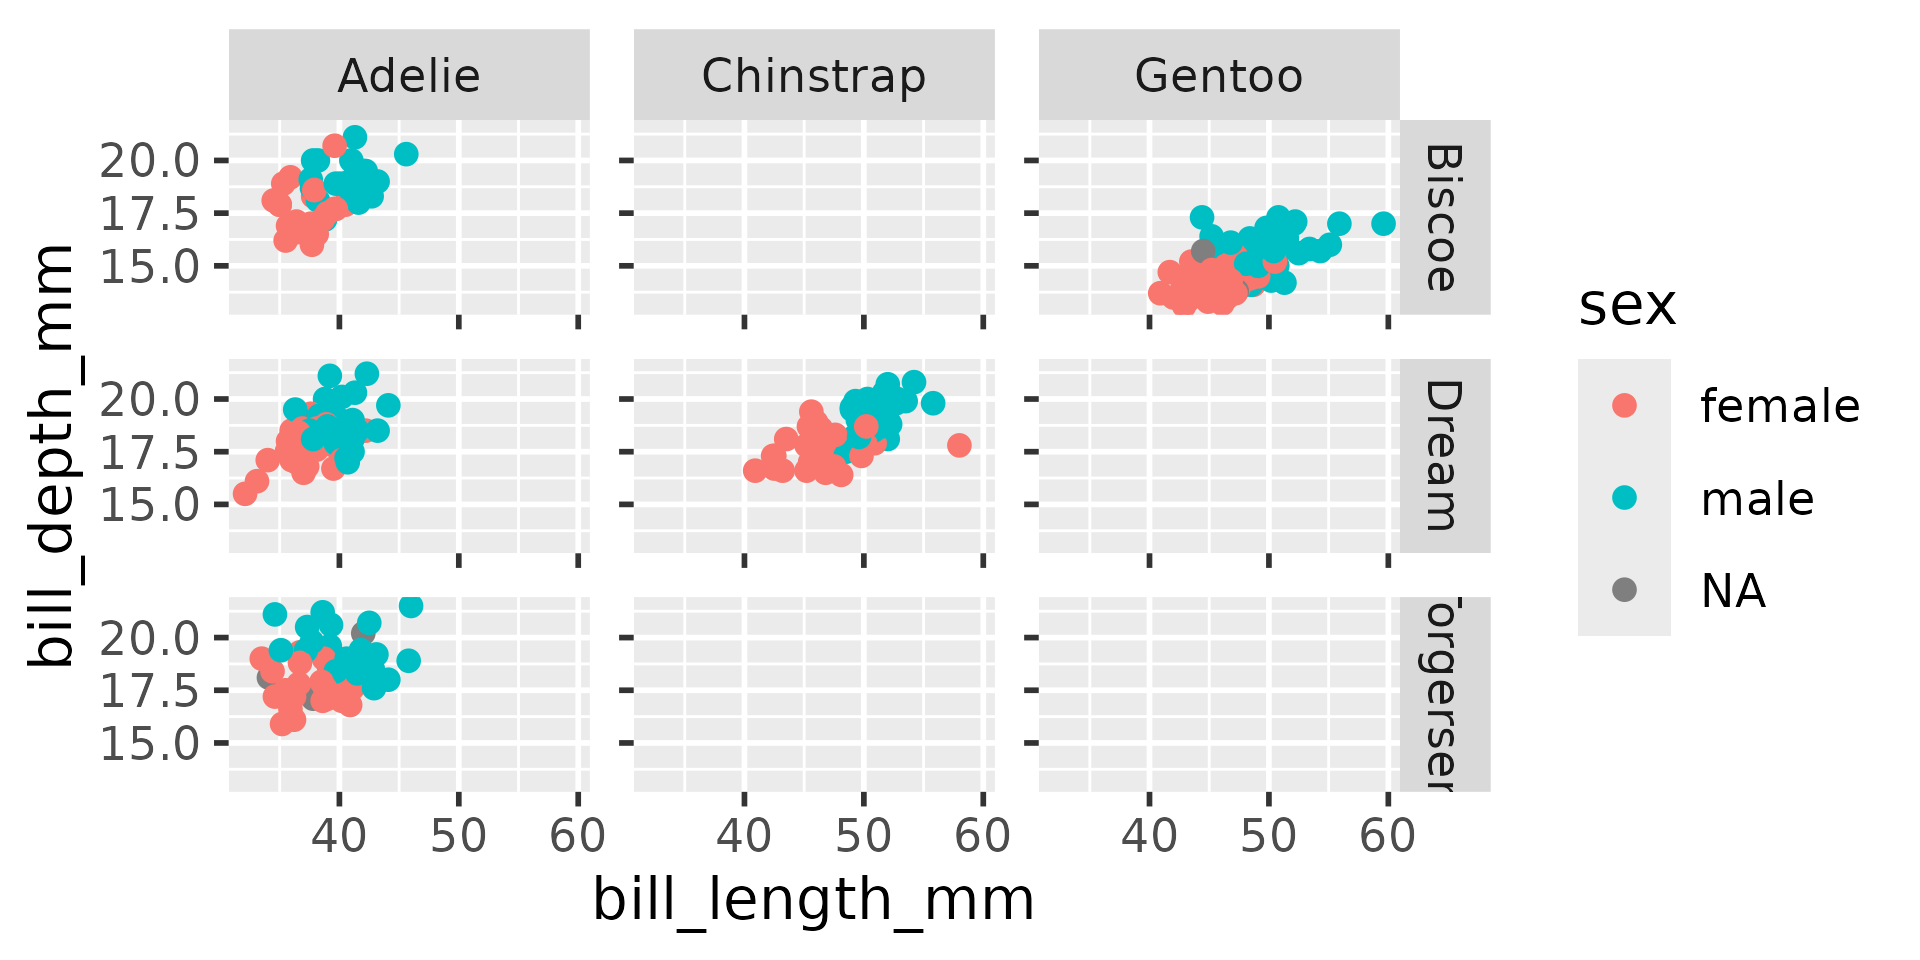 Adelie Chinstrap Gentoo
20.0
17.5
15.0
Biscoe
20.0
17.5
15.0
Dream
20.0
17.5
15.0
40 50 60 40 50 60 40 50 60
bill_length_mm
bill_depth_mm
sex
female
male
NA